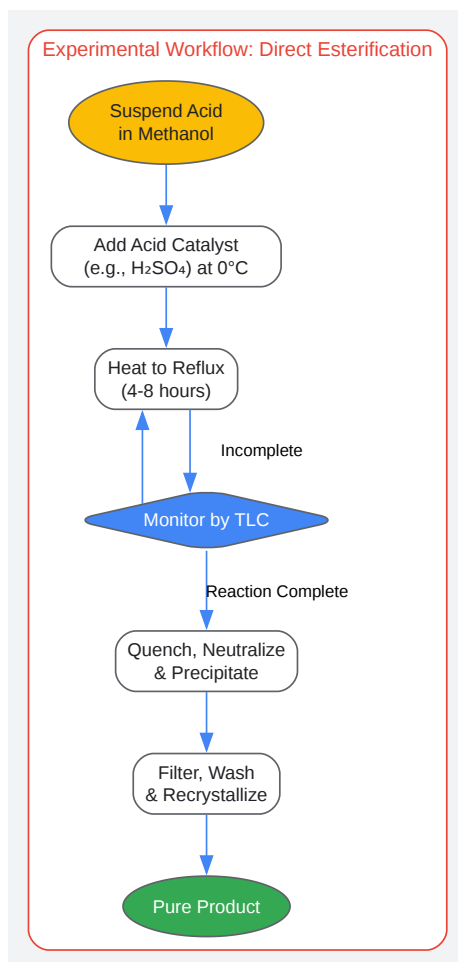 Experimental Workflow: Direct Esterification
Suspend Acid
in Methanol
Add Acid Catalyst
(e.g., H₂SO₄) at 0°C
Heat to Reflux
(4-8 hours)
Incomplete
Monitor by TLC
Reaction Complete
Quench, Neutralize
& Precipitate
Filter, Wash
& Recrystallize
Pure Product